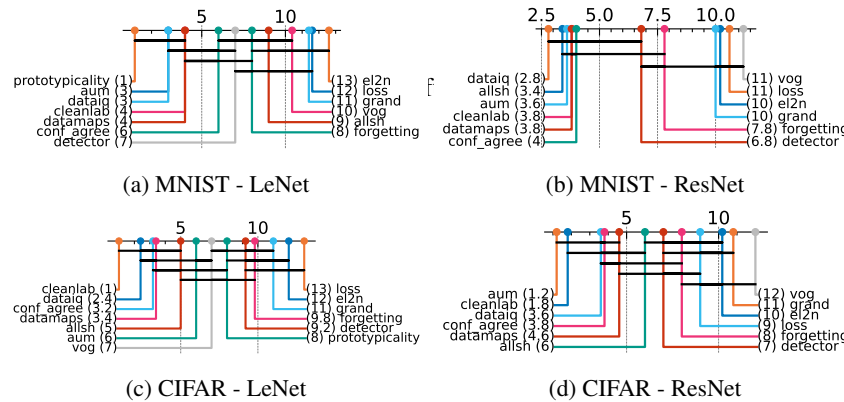 5 10
prototypicality (1)
aum (3)
dataiq (3)
cleanlab (4)
datamaps (4)
conf_agree (6)
detector (7)
(13) el2n
(12) loss
(11) grand
(10) vog
(9) allsh
(8) forgetting
(a) MNIST - LeNet
f
2.5 5.0 7.5 10.0
dataiq (2.8)
allsh (3.4)
aum (3.6)
cleanlab (3.8)
datamaps (3.8)
conf_agree (4)
(11) vog
(11) loss
(10) el2n
(10) grand
(7.8) forgetting
(6.8) detector
(b) MNIST - ResNet
5 10
cleanlab (1)
dataiq (2.4)
conf_agree (3.2)
datamaps (3.4)
allsh (5)
aum (6)
vog (7)
(13) loss
(12) el2n
(11) grand
(9.8) forgetting
(9.2) detector
(8) prototypicality
(c) CIFAR - LeNet
5 10
aum (1.2)
cleanlab (1.8)
dataiq (3.6)
conf_agree (3.8)
datamaps (4.6)
allsh (6)
(12) vog
(11) grand
(10) el2n
(9) loss
(8) forgetting
(7) detector
(d) CIFAR - ResNet